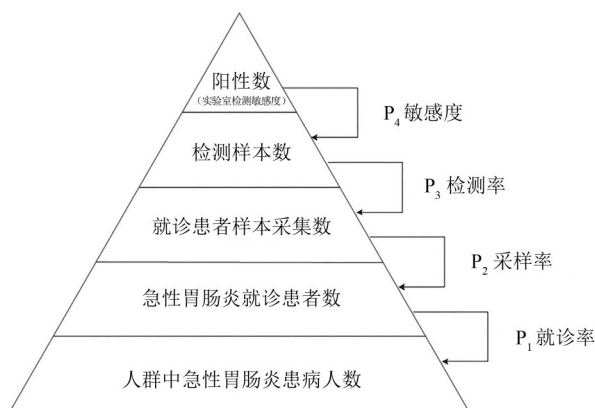 阳性数
（实验室检测敏感度）
P4 敏感度
检测样本数
P3 检测率
就诊患者样本采集数
P2 采样率
急性胃肠炎就诊患者数
P1 就诊率
人群中急性胃肠炎患病人数